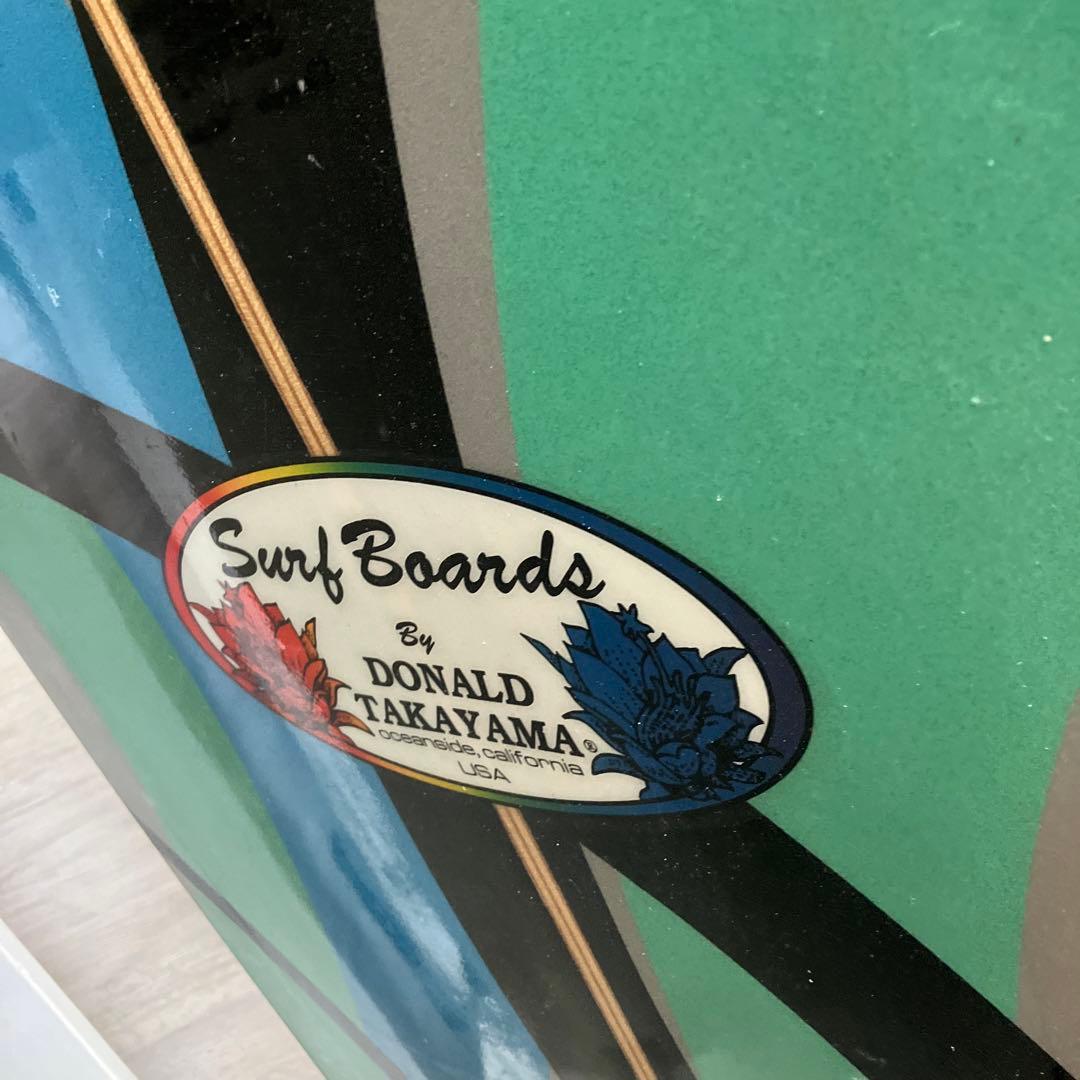 Surf Boards
By
DONALD
TAKAYAMA®
oceanside, california
USA